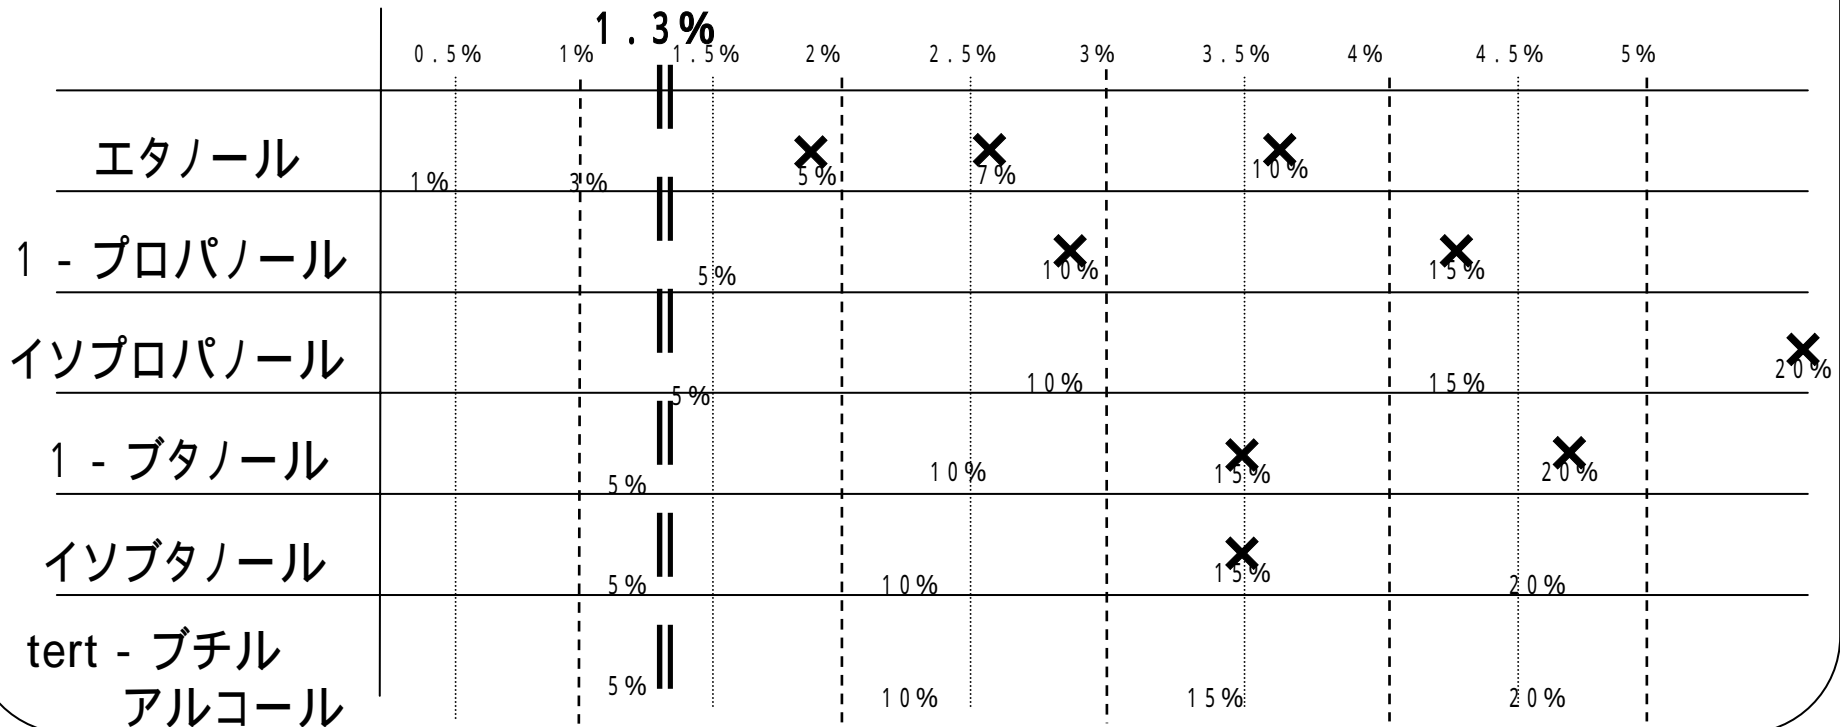 1.3%
0.5% 1% 1.5% 2% 2.5% 3% 3.5% 4% 4.5% 5%
エタノール
1% 3% 5% 7% 10%
1-プロパノール
5% 10% 15%
イソプロパノール
5% 10% 15% 20%
1-ブタノール
5% 10% 15% 20%
イソブタノール
5% 10% 15% 20%
tert-ブチル
アルコール
5% 10% 15% 20%